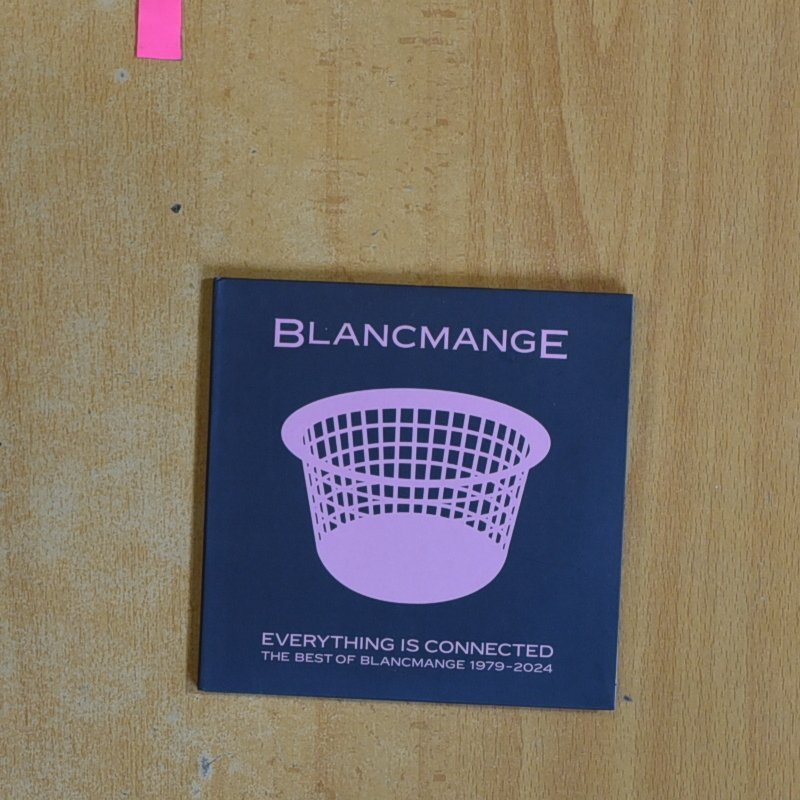 BLANCMANGE
EVERYTHING IS CONNECTED
THE BEST OF BLANCMANGE 1979-2024